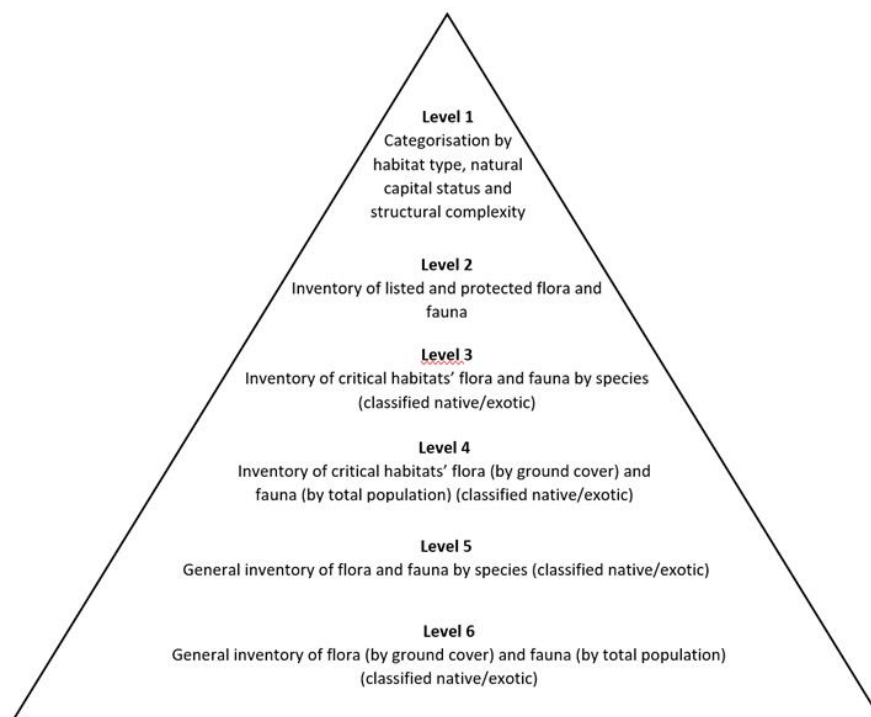 Level 1
Categorisation by
habitat type, natural
capital status and
structural complexity
Level 2
Inventory of listed and protected flora and
fauna
Level 3
Inventory of critical habitats’ flora and fauna by species
(classified native/exotic)
Level 4
Inventory of critical habitats’ flora (by ground cover) and
fauna (by total population) (classified native/exotic)
Level 5
General inventory of flora and fauna by species (classified native/exotic)
Level 6
General inventory of flora (by ground cover) and fauna (by total population)
(classified native/exotic)